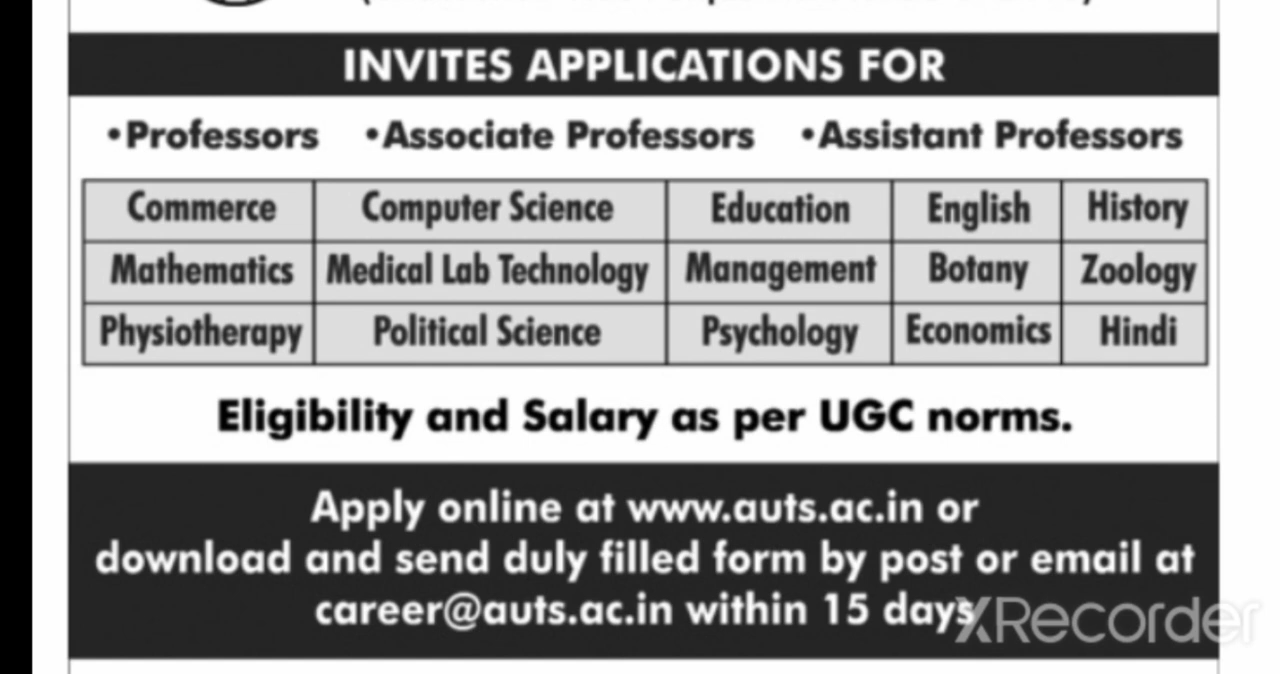 INVITES APPLICATIONS FOR
•Professors •Associate Professors •Assistant Professors
Commerce Computer Science Education English History
Mathematics Medical Lab Technology Management Botany Zoology
Physiotherapy Political Science Psychology Economics Hindi
Eligibility and Salary as per UGC norms.
Apply online at www.auts.ac.in or
download and send duly filled form by post or email at
career@auts.ac.in within 15 days
XRecorder